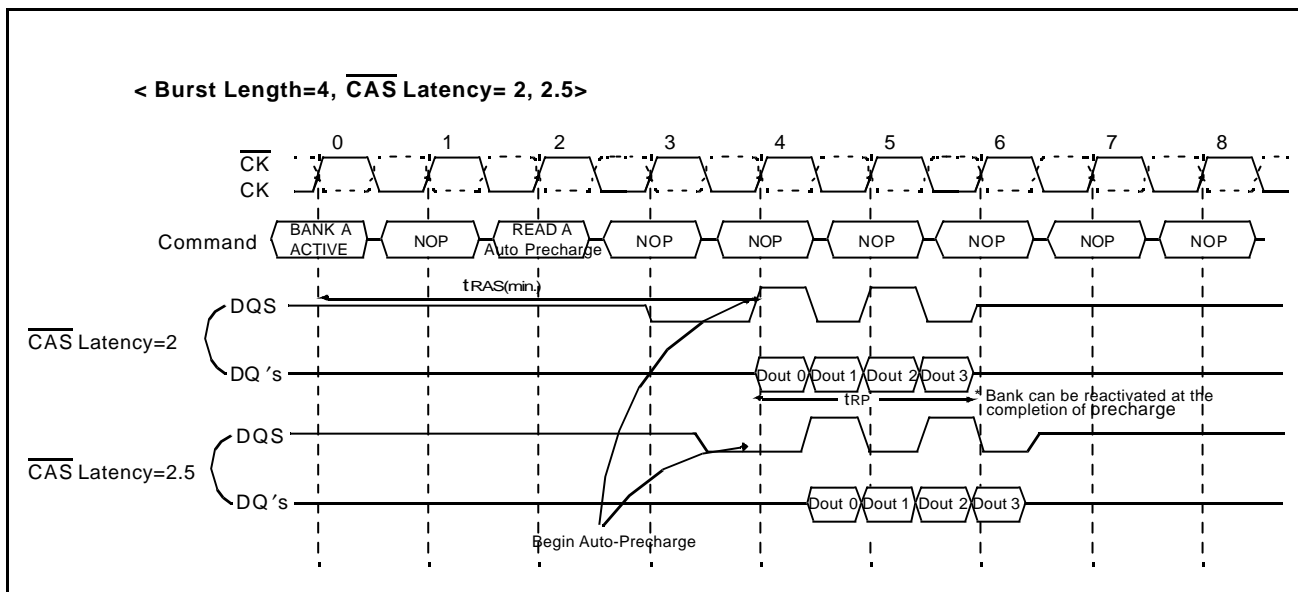 < Burst Length=4, CAS Latency= 2, 2.5>
0 1 2 3 4 5 6 7 8
CK
CK
Command
BANK A ACTIVE
NOP
READ A Auto Precharge
NOP
NOP
NOP
NOP
NOP
NOP
tRAS(min.)
DQS
CAS Latency=2
DQ's
Dout 0 Dout 1 Dout 2 Dout 3
tRP
* Bank can be reactivated at the
completion of precharge
DQS
CAS Latency=2.5
DQ's
Dout 0 Dout 1 Dout 2 Dout 3
Begin Auto-Precharge